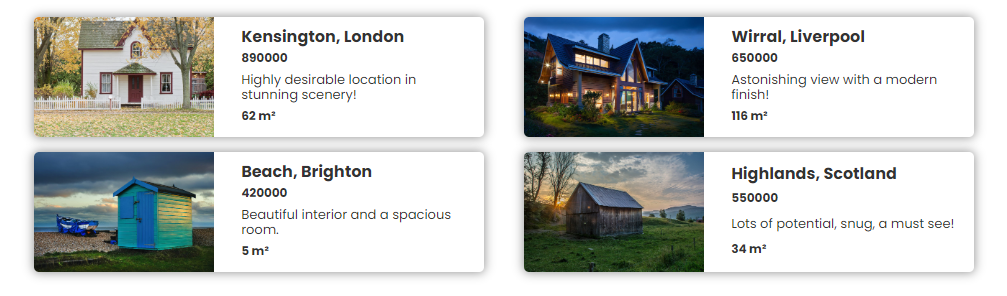 Kensington, London
890000
Highly desirable location in
stunning scenery!
62 m²
Wirral, Liverpool
650000
Astonishing view with a modern
finish!
116 m²
Beach, Brighton
420000
Beautiful interior and a spacious
room.
5 m²
Highlands, Scotland
550000
Lots of potential, snug, a must see!
34 m²